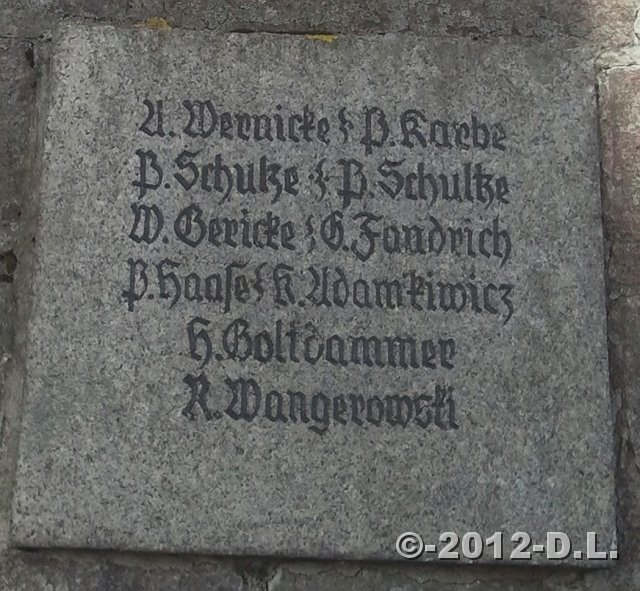 A. Wernicke ⸾ P. Karbe
P. Schulze ⸾ P. Schultze
W. Gericke ⸾ G. Fandrich
P. Haase ⸾ K. Adamkiwicz
H. Goltdammer
R. Wangerowski
©-2012-D.L.